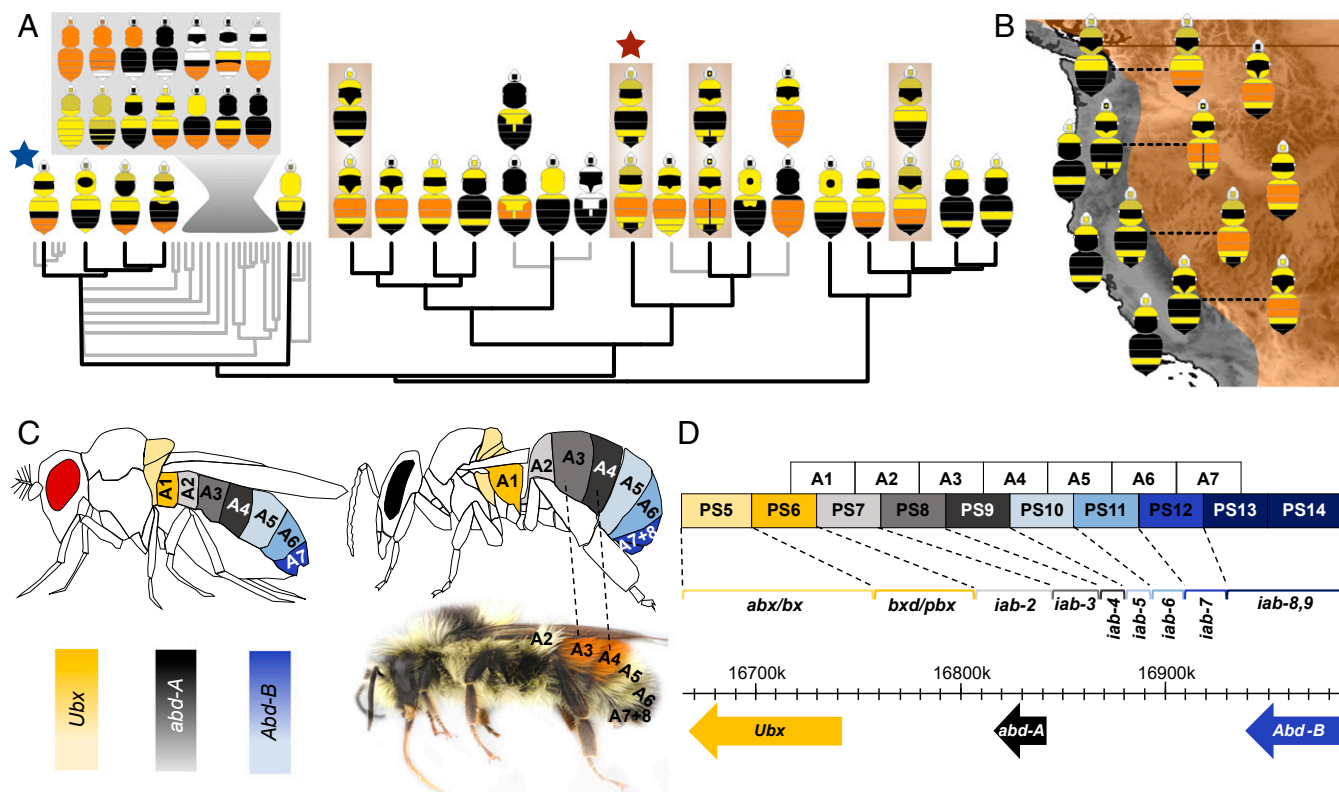 A
B
C
A1
A2
A3
A4
A5
A6
A7
A1
A2
A3
A4
A5
A6
A7+8
A2
A3
A4
A5
A6
A7+8
Ubx
abd-A
Abd-B
D
A1 A2 A3 A4 A5 A6 A7
PS5 PS6 PS7 PS8 PS9 PS10 PS11 PS12 PS13 PS14
abx/bx bxd/pbx iab-2 iab-3 iab-4 iab-5 iab-6 iab-7 iab-8,9
16700k 16800k 16900k
Ubx abd-A Abd-B